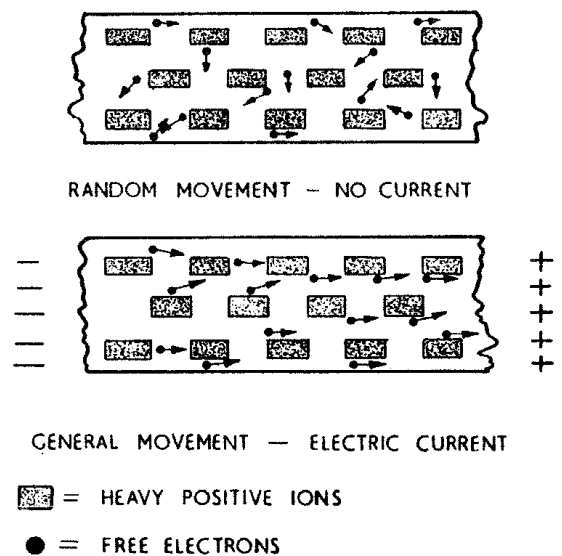 RANDOM MOVEMENT – NO CURRENT
– +
– +
– +
– +
– +
GENERAL MOVEMENT — ELECTRIC CURRENT
= HEAVY POSITIVE IONS
= FREE ELECTRONS